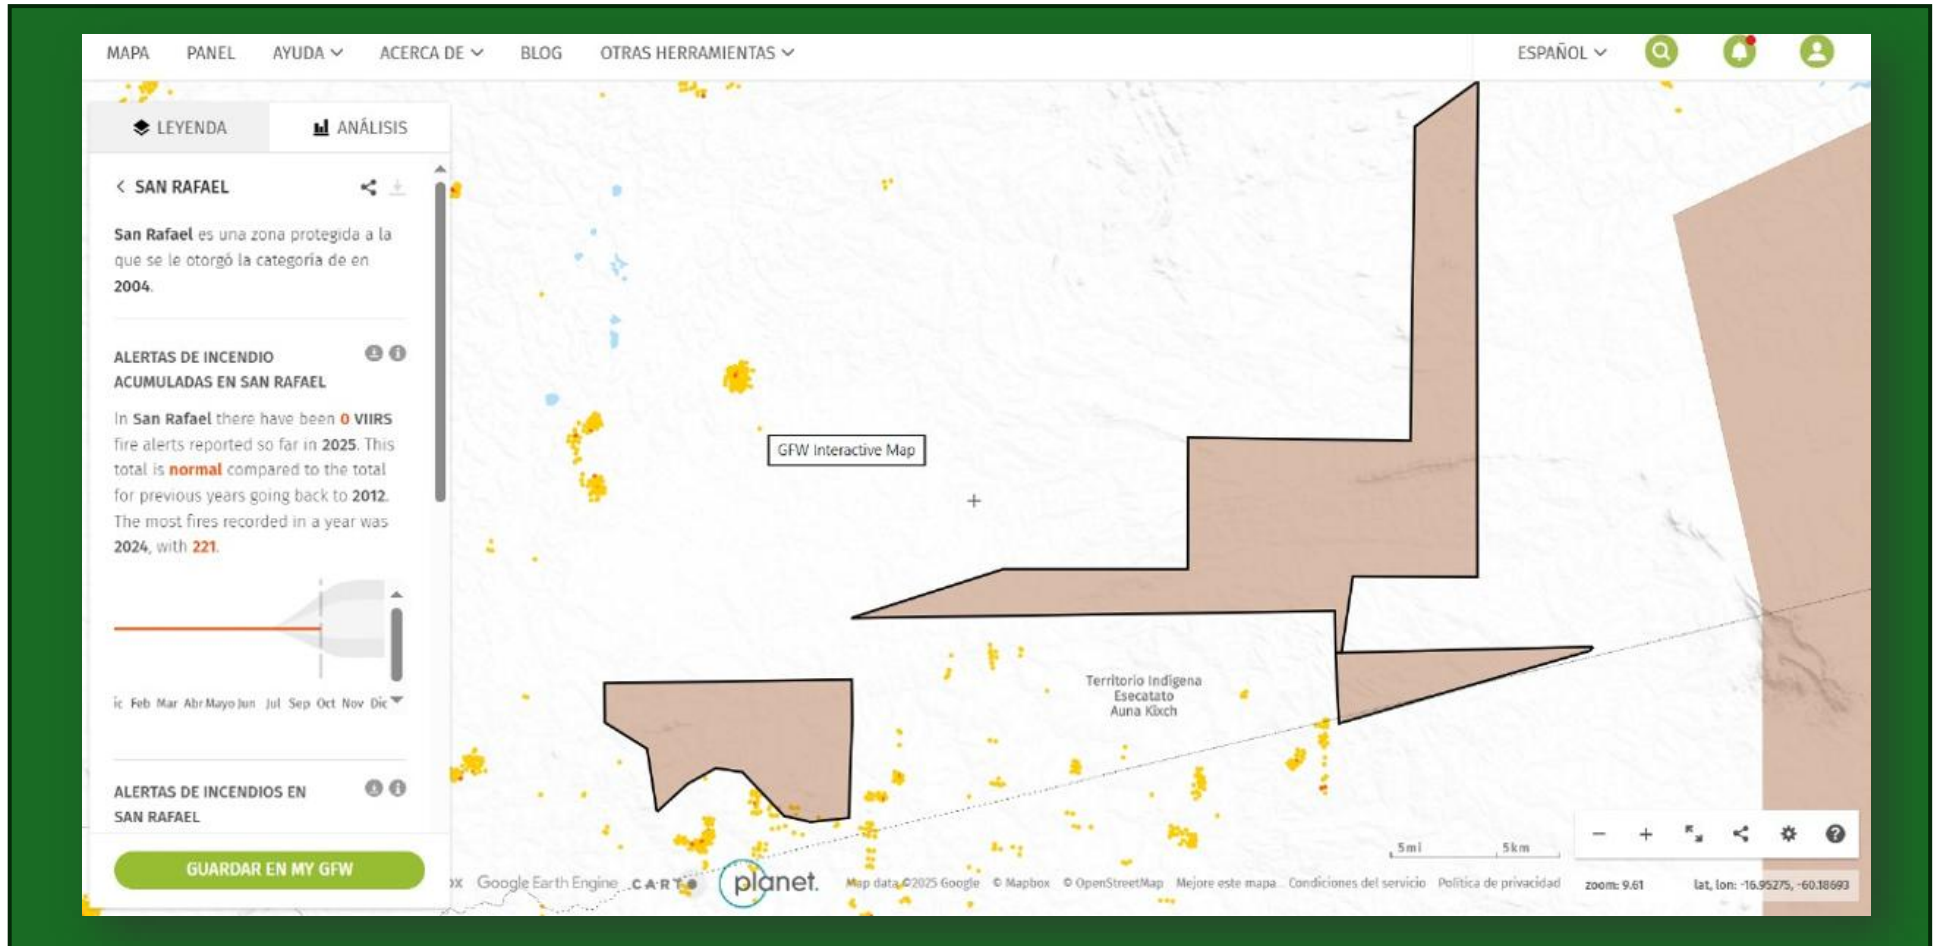 MAPA PANEL AYUDA ACERCA DE BLOG OTRAS HERRAMIENTAS ESPAÑOL
LEYENDA ANÁLISIS
SAN RAFAEL
San Rafael es una zona protegida a la
que se le otorgó la categoría de en
2004.
ALERTAS DE INCENDIO
ACUMULADAS EN SAN RAFAEL
In San Rafael there have been 0 VIIRS
fire alerts reported so far in 2025. This
total is normal compared to the total
for previous years going back to 2012.
The most fires recorded in a year was
2024, with 221.
ic Feb Mar Abr Mayo Jun Jul Sep Oct Nov Dic
ALERTAS DE INCENDIOS EN
SAN RAFAEL
GUARDAR EN MY GFW
GFW Interactive Map
Territorio Indígena
Esecatato
Auna Kixch
5mi 5km
ox Google Earth Engine CARTO planet. Map data ©2025 Google © Mapbox © OpenStreetMap Mejore este mapa Condiciones del servicio Política de privacidad
zoom: 9.61 lat, lon: -16.95275, -60.18693